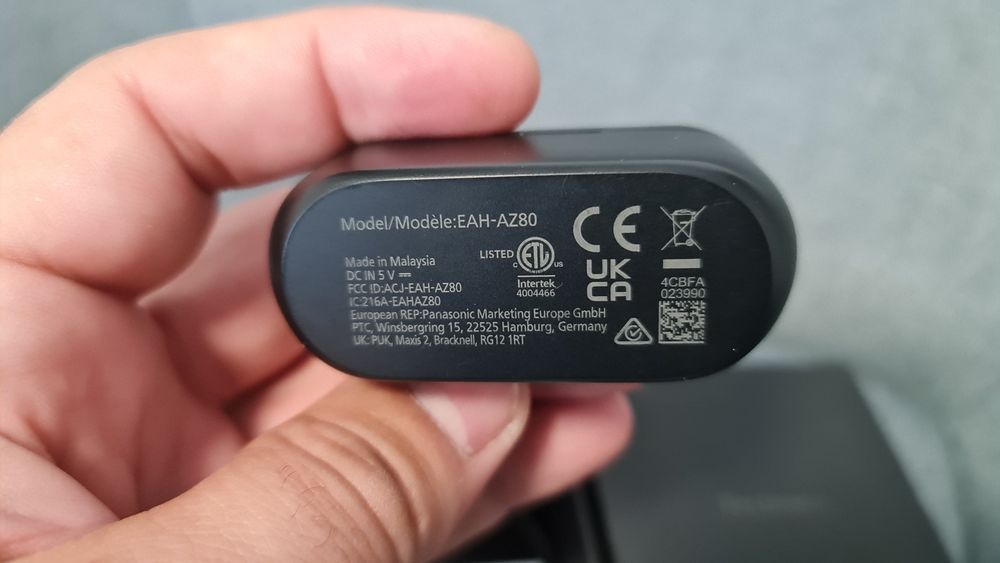 Model/Modèle:EAH-AZ80
Made in Malaysia
DC IN 5 V ⎓
FCC ID:ACJ-EAH-AZ80
IC:216A-EAHAZ80
European REP:Panasonic Marketing Europe GmbH
PTC, Winsbergring 15, 22525 Hamburg, Germany
UK: PUK, Maxis 2, Bracknell, RG12 1RT
LISTED
c ETL us
Intertek
4004466
CE
UK
CA
4CBFA
023990